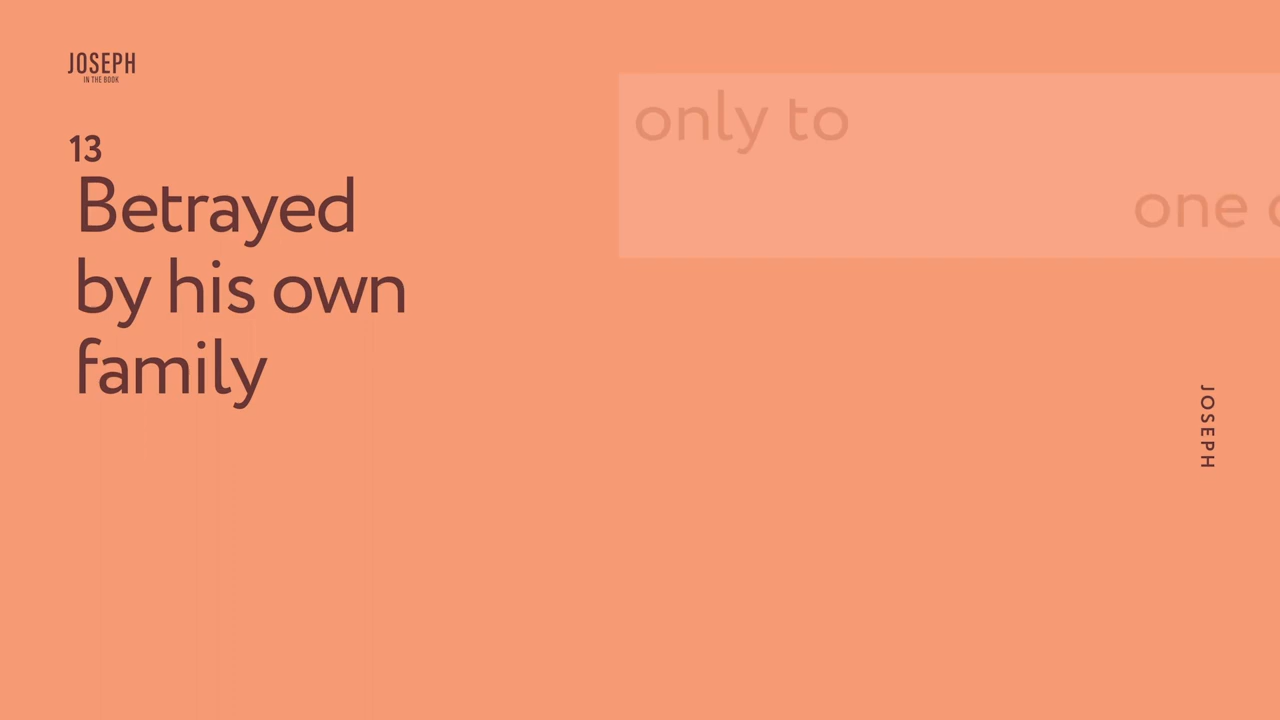 JOSEPH
IN THE BOOK
13
Betrayed
by his own
family
only to
one
JOSEPH